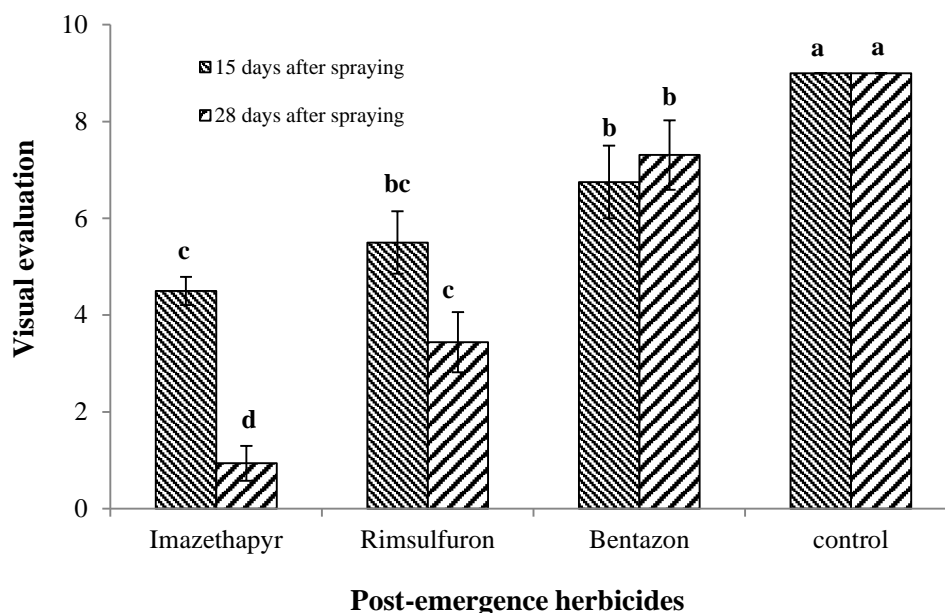 10
8
6
4
2
0
Visual evaluation
15 days after spraying
28 days after spraying
c
d
bc
c
b
b
a
a
Imazethapyr
Rimsulfuron
Bentazon
control
Post-emergence herbicides